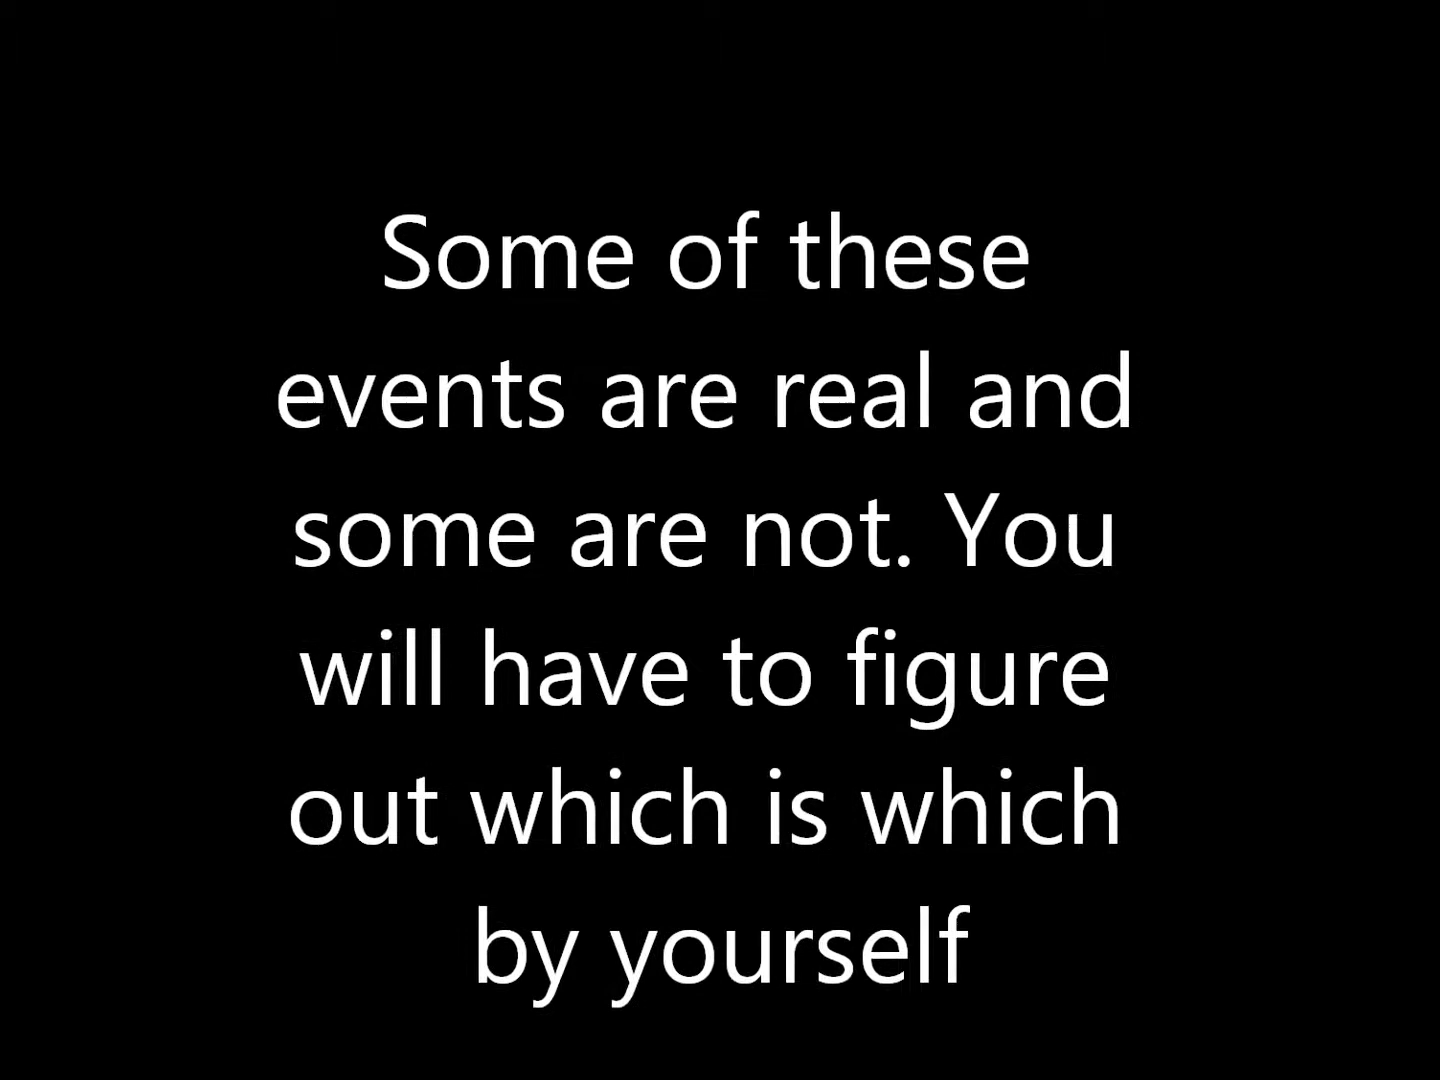 Some of these
events are real and
some are not. You
will have to figure
out which is which
by yourself